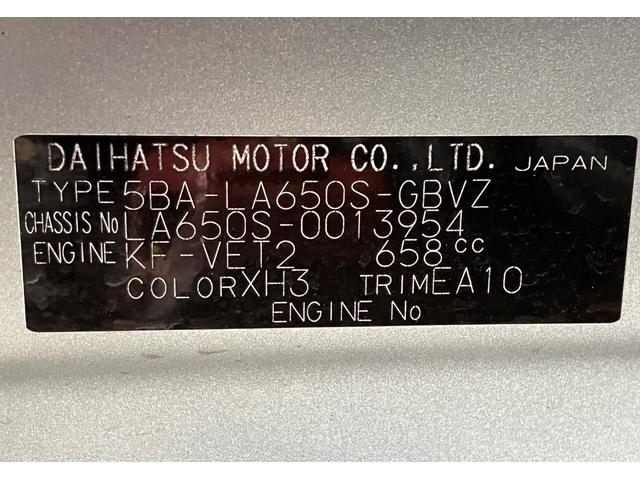 DAIHATSU MOTOR CO.,LTD. JAPAN
TYPE 5BA-LA650S-GBVZ
CHASSIS No LA650S-0013954
ENGINE KF-VET2 658cc
COLOR XH3 TRIM EA10
ENGINE No